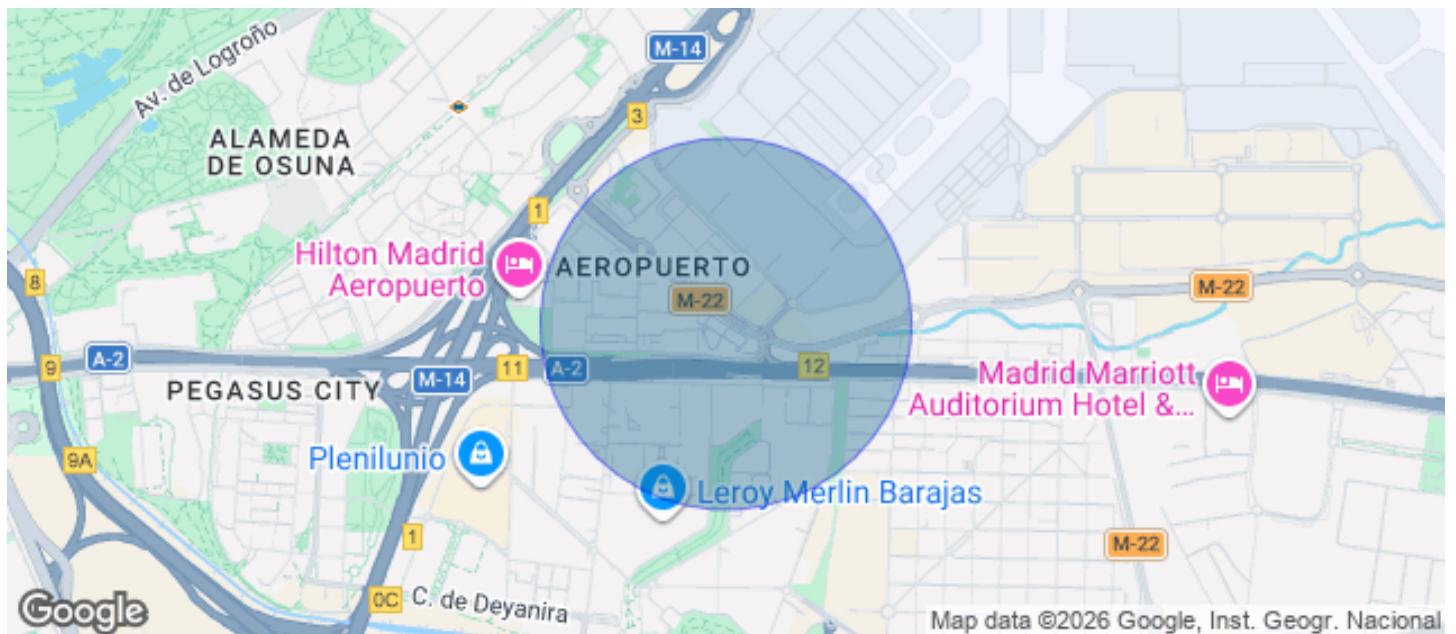 Av. de Logroño
M-14
3
ALAMEDA
DE OSUNA
1
8
Hilton Madrid
Aeropuerto
AEROPUERTO
M-22
M-22
A-2
9
M-14
11
A-2
12
PEGASUS CITY
Madrid Marriott
Auditorium Hotel &...
9A
Plenilunio
Leroy Merlin Barajas
1
M-22
0C
C. de Deyanira
Google
Map data ©2026 Google, Inst. Geogr. Nacional